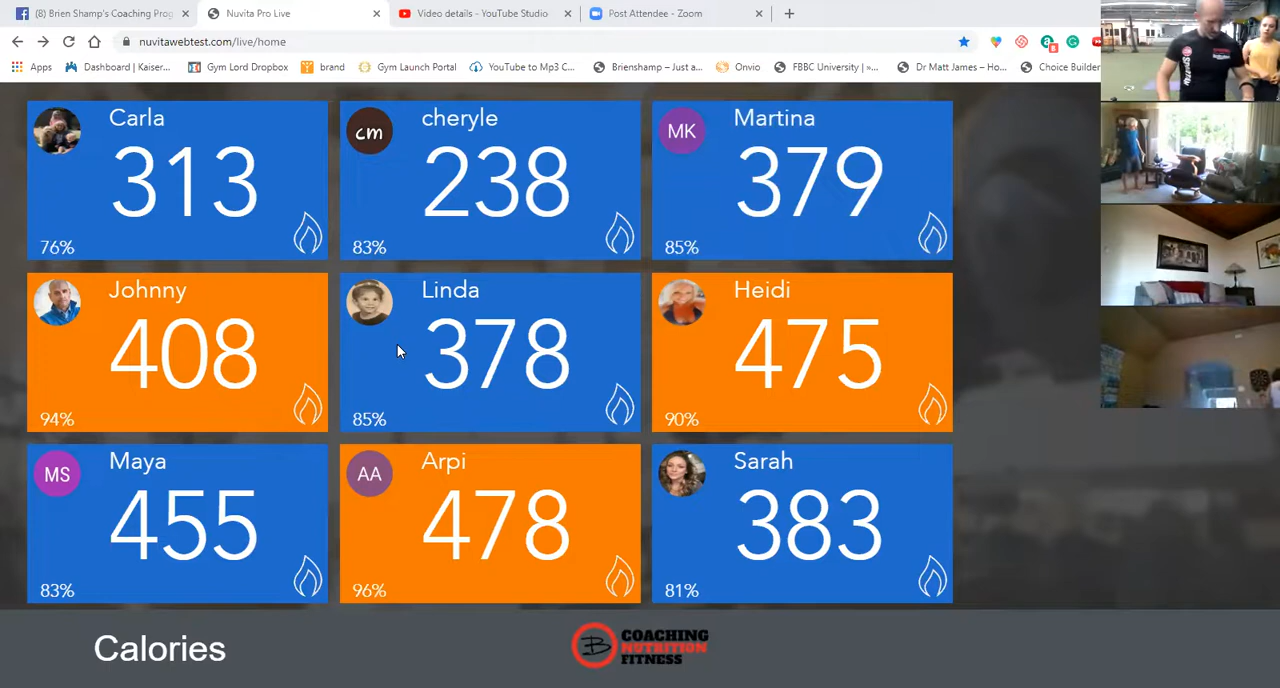 (8) Brien Shamp's Coaching Prog
Nuvita Pro Live
Video details - YouTube Studio
Post Attendee - Zoom
nuvitawebtest.com/live/home
Apps
Dashboard | Kaiser...
Gym Lord Dropbox
brand
Gym Launch Portal
YouTube to Mp3 C...
Brienshamp – Just a...
Onvio
FBBC University | »...
Dr Matt James – Ho...
Choice Builder
Carla
313
76%
cm
cheryle
238
83%
MK
Martina
379
85%
Johnny
408
94%
Linda
378
85%
Heidi
475
90%
MS
Maya
455
83%
AA
Arpi
478
96%
Sarah
383
81%
Calories
B
COACHING
NUTRITION
FITNESS